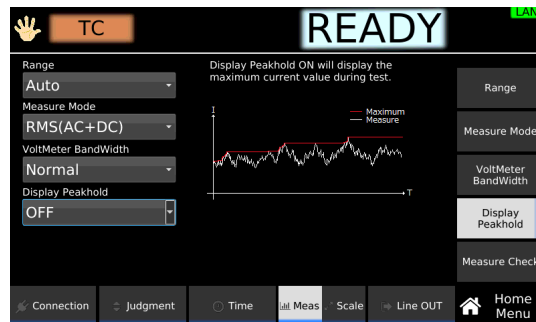 TC
READY
LAN
Range
Auto
Measure Mode
RMS(AC+DC)
VoltMeter BandWidth
Normal
Display Peakhold
OFF
Display Peakhold ON will display the
maximum current value during test.
I
Maximum
Measure
T
Range
Measure Mode
VoltMeter
BandWidth
Display
Peakhold
Measure Check
Connection
Judgment
Time
Meas
Scale
Line OUT
Home
Menu